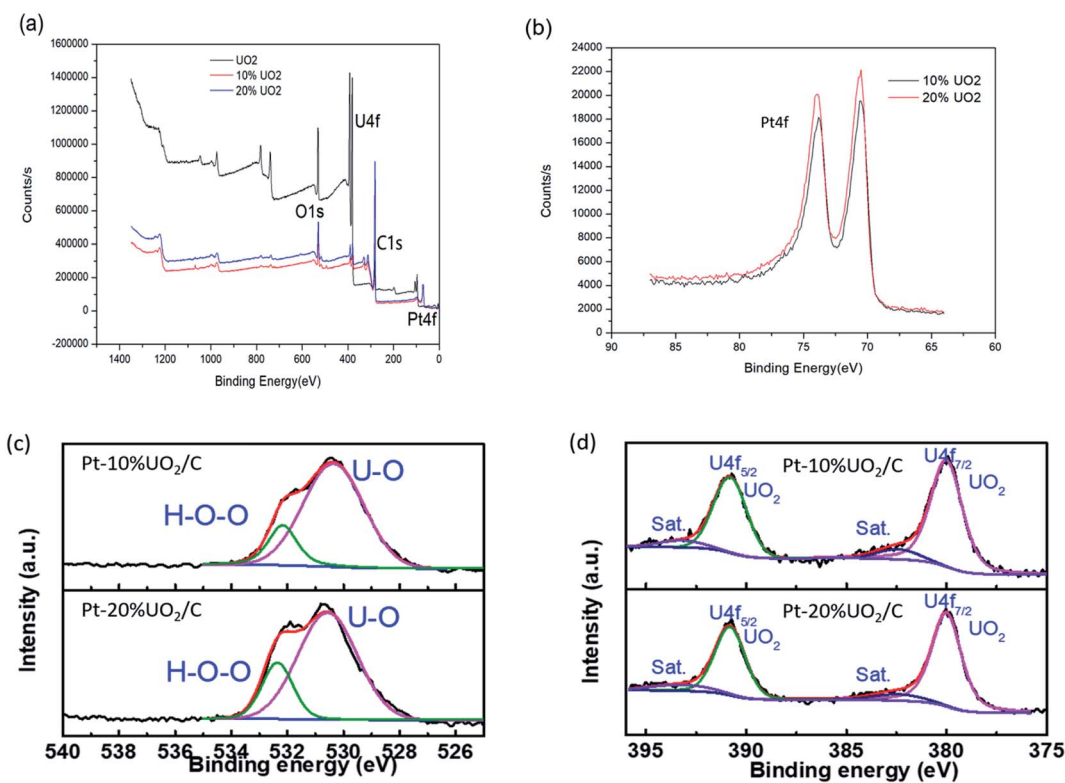 (a)
1600000
1400000
1200000
1000000
800000
600000
400000
200000
0
-200000
Counts/s
UO2
10% UO2
20% UO2
U4f
O1s
C1s
Pt4f
1400 1200 1000 800 600 400 200 0
Binding Energy(eV)
(b)
24000
22000
20000
18000
16000
14000
12000
10000
8000
6000
4000
2000
0
Counts/s
Pt4f
10% UO2
20% UO2
90 85 80 75 70 65 60
Binding Energy(eV)
(c)
Pt-10%UO2/C
U-O
H-O-O
Pt-20%UO2/C
U-O
H-O-O
Intensity (a.u.)
540 538 536 534 532 530 528 526
Binding energy (eV)
(d)
Pt-10%UO2/C
U4f5/2
UO2
U4f7/2
UO2
Sat.
Sat.
Pt-20%UO2/C
U4f5/2
UO2
U4f7/2
UO2
Sat.
Sat.
Intensity (a.u.)
395 390 385 380 375
Binding energy (eV)